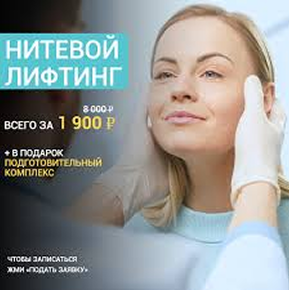 НИТЕВОЙ
ЛИФТИНГ
8 000 ₽
ВСЕГО ЗА 1 900 ₽
+ В ПОДАРОК
ПОДГОТОВИТЕЛЬНЫЙ
КОМПЛЕКС
ЧТОБЫ ЗАПИСАТЬСЯ
ЖМИ «ПОДАТЬ ЗАЯВКУ»